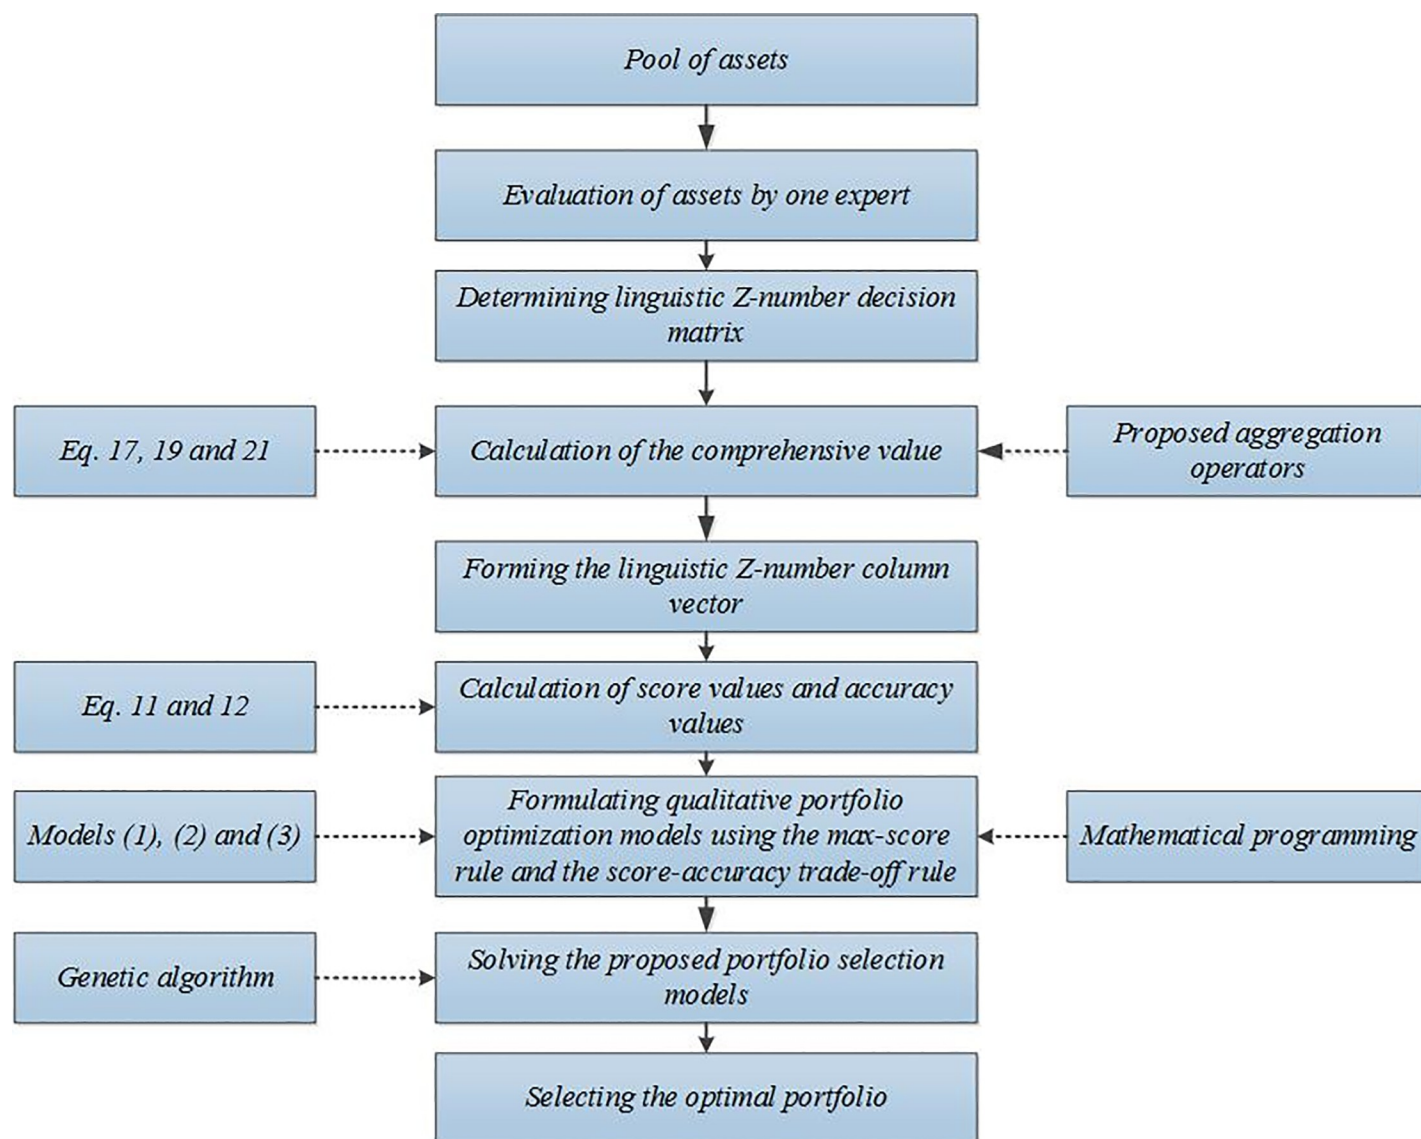 Pool of assets
Evaluation of assets by one expert
Determining linguistic Z-number decision
matrix
Eq. 17, 19 and 21
Calculation of the comprehensive value
Proposed aggregation
operators
Forming the linguistic Z-number column
vector
Eq. 11 and 12
Calculation of score values and accuracy
values
Models (1), (2) and (3)
Formulating qualitative portfolio
optimization models using the max-score
rule and the score-accuracy trade-off rule
Mathematical programming
Genetic algorithm
Solving the proposed portfolio selection
models
Selecting the optimal portfolio